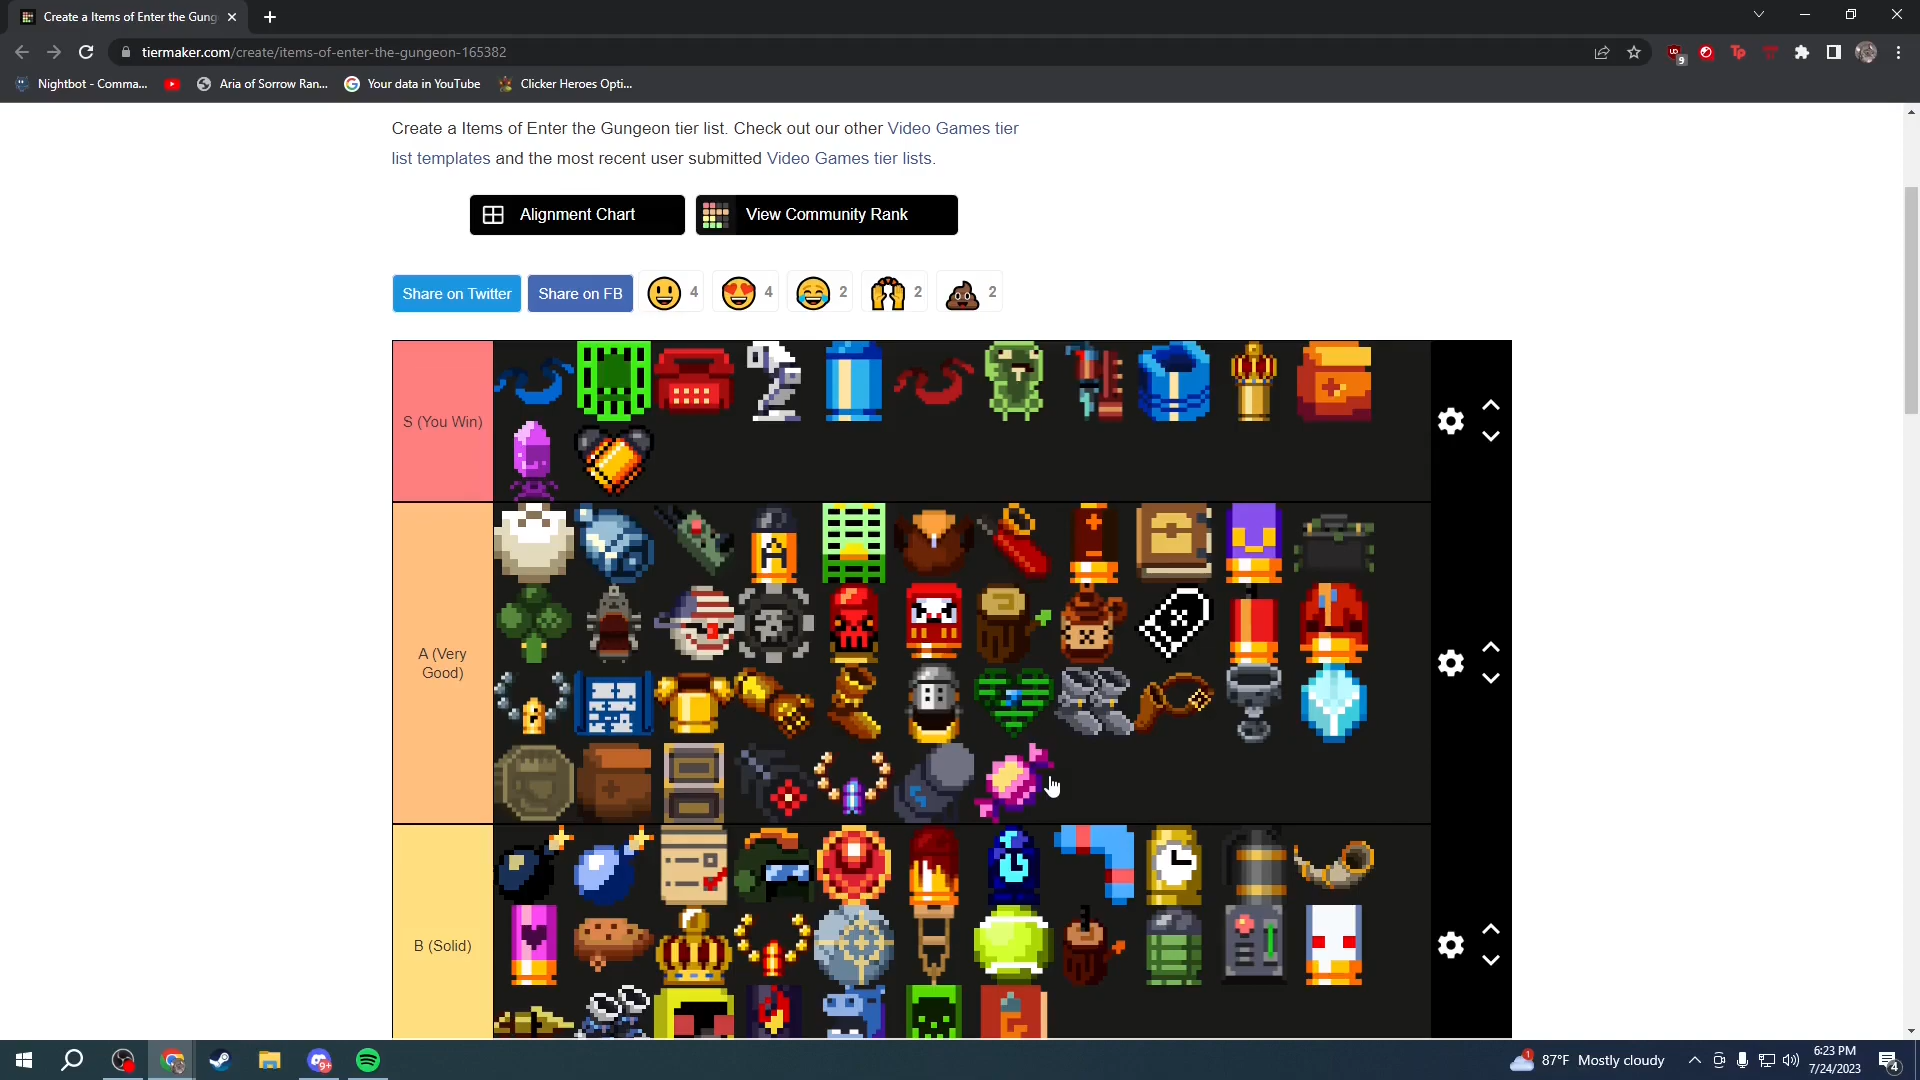 Create a Items of Enter the Gung
tiermaker.com/create/items-of-enter-the-gungeon-165382
9
Nightbot - Comma...
Aria of Sorrow Ran...
Your data in YouTube
Clicker Heroes Opti...
Create a Items of Enter the Gungeon tier list. Check out our other Video Games tier
list templates and the most recent user submitted Video Games tier lists.
Alignment Chart
View Community Rank
Share on Twitter
Share on FB
4
4
2
2
2
S (You Win)
A (Very
Good)
B (Solid)
9+
1
87°F Mostly cloudy
6:23 PM
7/24/2023
4